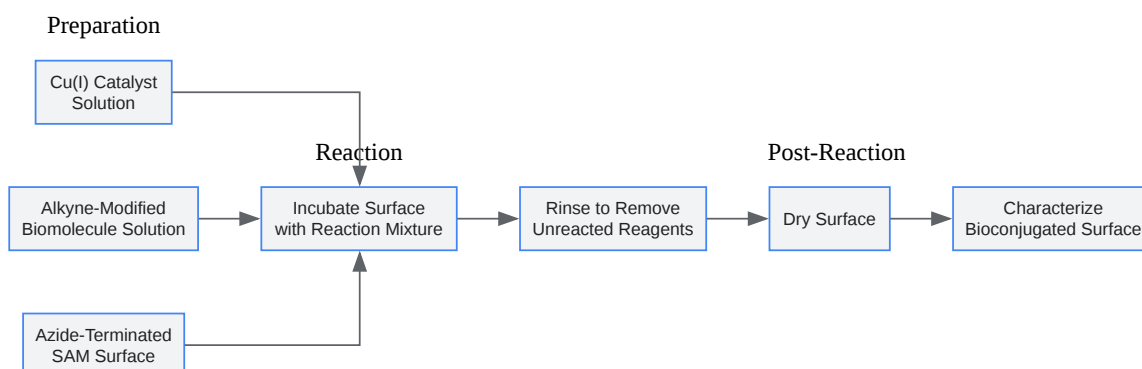 Preparation
Cu(I) Catalyst
Solution
Reaction
Post-Reaction
Alkyne-Modified
Biomolecule Solution
Incubate Surface
with Reaction Mixture
Rinse to Remove
Unreacted Reagents
Dry Surface
Characterize
Bioconjugated Surface
Azide-Terminated
SAM Surface